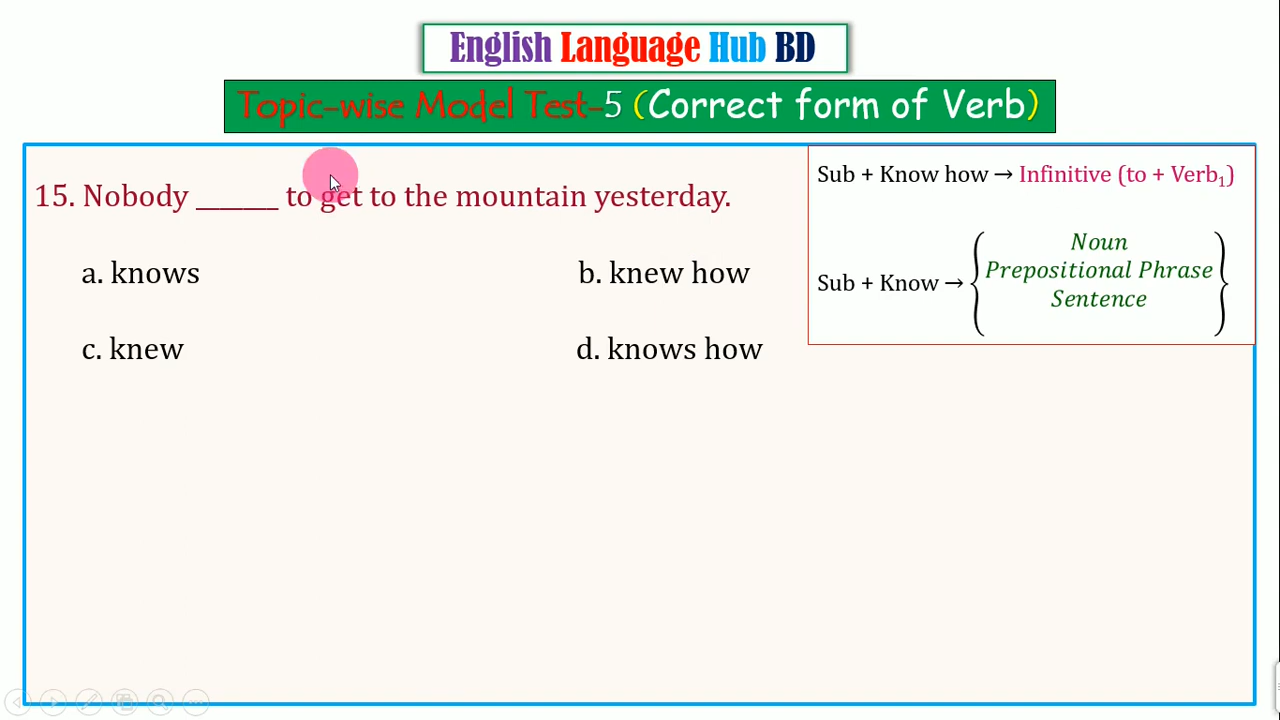 English Language Hub BD
Topic-wise Model Test-5 (Correct form of Verb)
15. Nobody _______ to get to the mountain yesterday.
a. knows
b. knew how
c. knew
d. knows how
Sub + Know how → Infinitive (to + Verb₁)
Noun
Sub + Know → Prepositional Phrase
Sentence